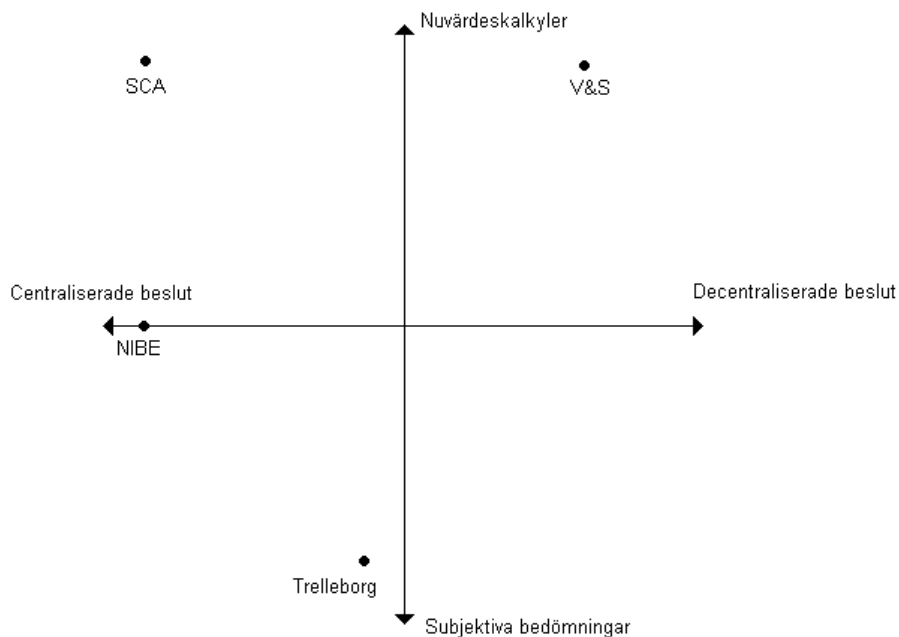 Nuvärdeskalkyler
SCA
V&S
Centraliserade beslut
Decentraliserade beslut
NIBE
Trelleborg
Subjektiva bedömningar